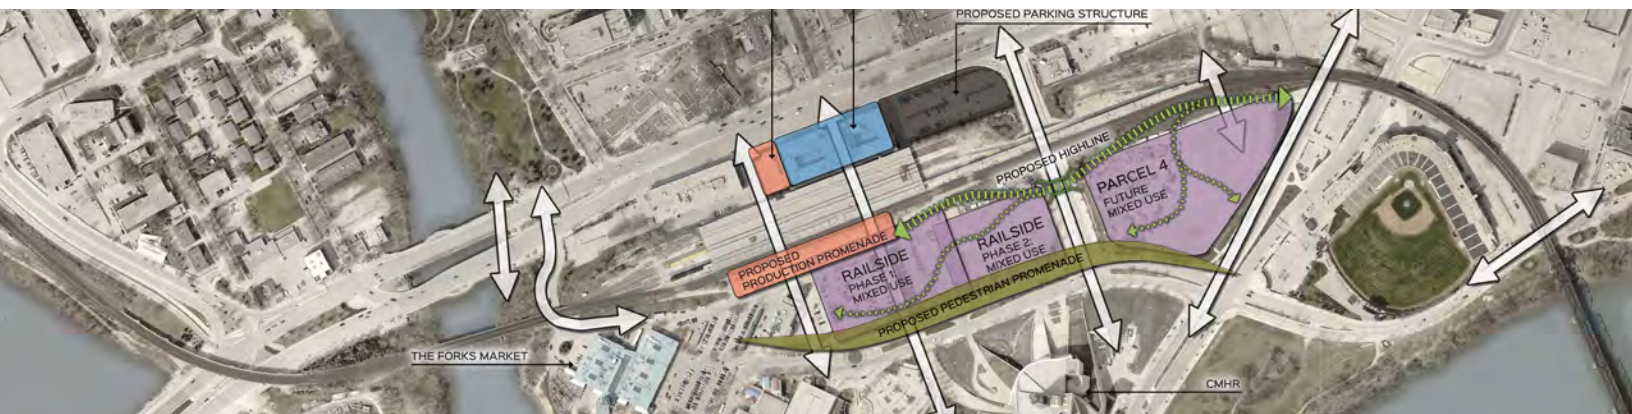 PROPOSED PARKING STRUCTURE
PROPOSED HIGHLINE
PARCEL 4
FUTURE
MIXED USE
PROPOSED
PRODUCTION PROMENADE
RAILSIDE
PHASE 1:
MIXED USE
RAILSIDE
PHASE 2:
MIXED USE
PROPOSED PEDESTRIAN PROMENADE
THE FORKS MARKET
CMHR